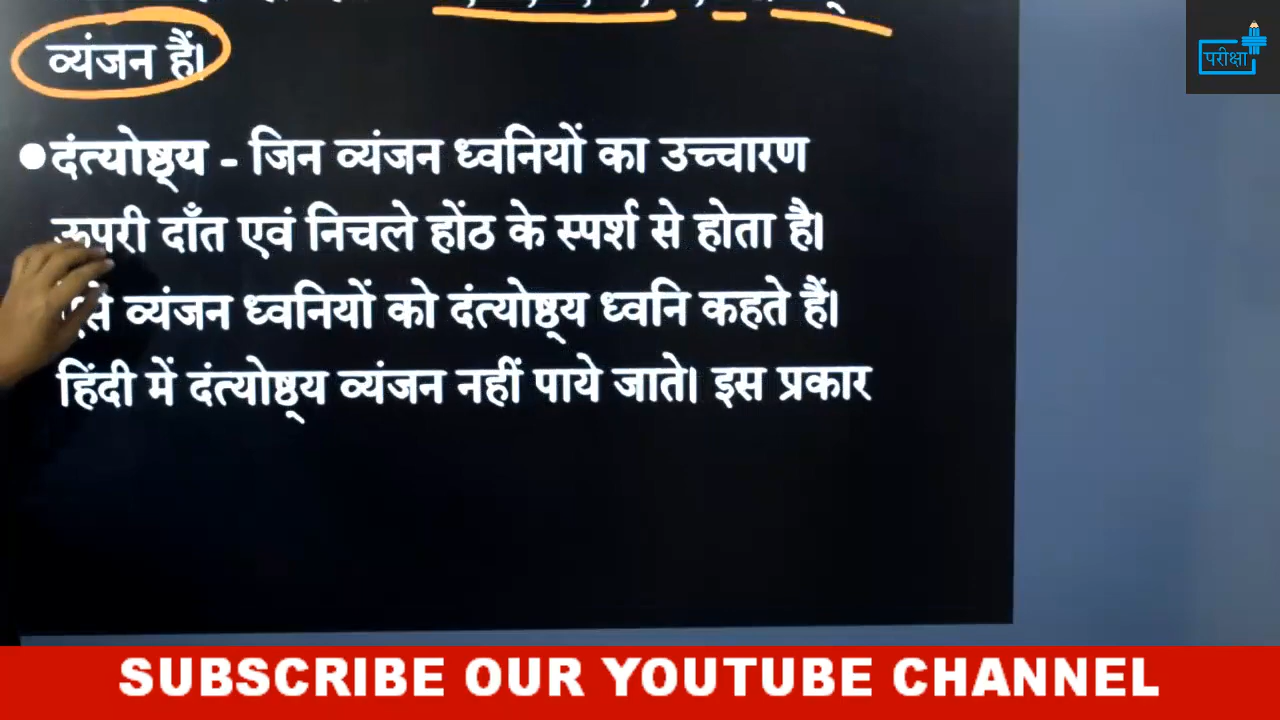 व्यंजन हैं।
परीक्षा
●दंत्योष्ठ्य - जिन व्यंजन ध्वनियों का उच्चारण
ऊपरी दाँत एवं निचले होंठ के स्पर्श से होता है।
व्यंजन ध्वनियों को दंत्योष्ठ्य ध्वनि कहते हैं।
हिंदी में दंत्योष्ठ्य व्यंजन नहीं पाये जाते। इस प्रकार
SUBSCRIBE OUR YOUTUBE CHANNEL